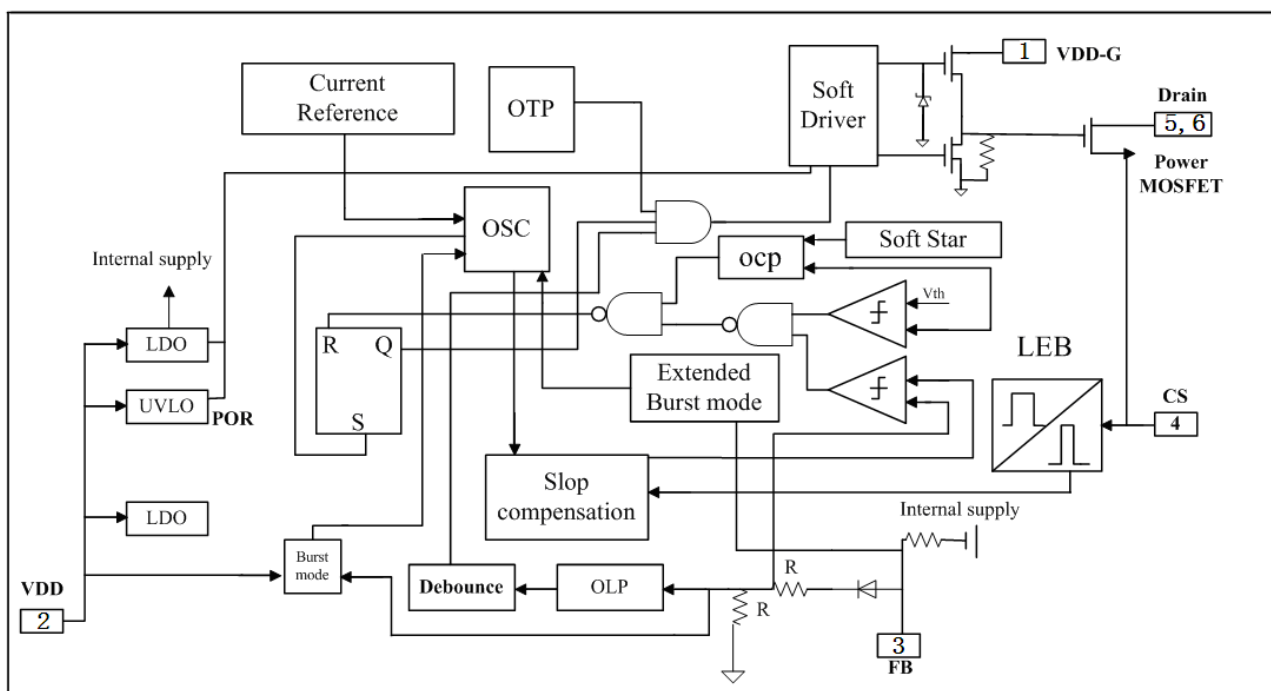 1
VDD-G
Current
Reference
OTP
Soft
Driver
Drain
5, 6
Power
MOSFET
OSC
Soft Star
ocp
Internal supply
Vth
LDO
R
Q
S
LEB
Extended
Burst mode
UVLO
POR
CS
4
Slop
compensation
LDO
Internal supply
Burst
mode
Debounce
OLP
R
R
VDD
2
3
FB